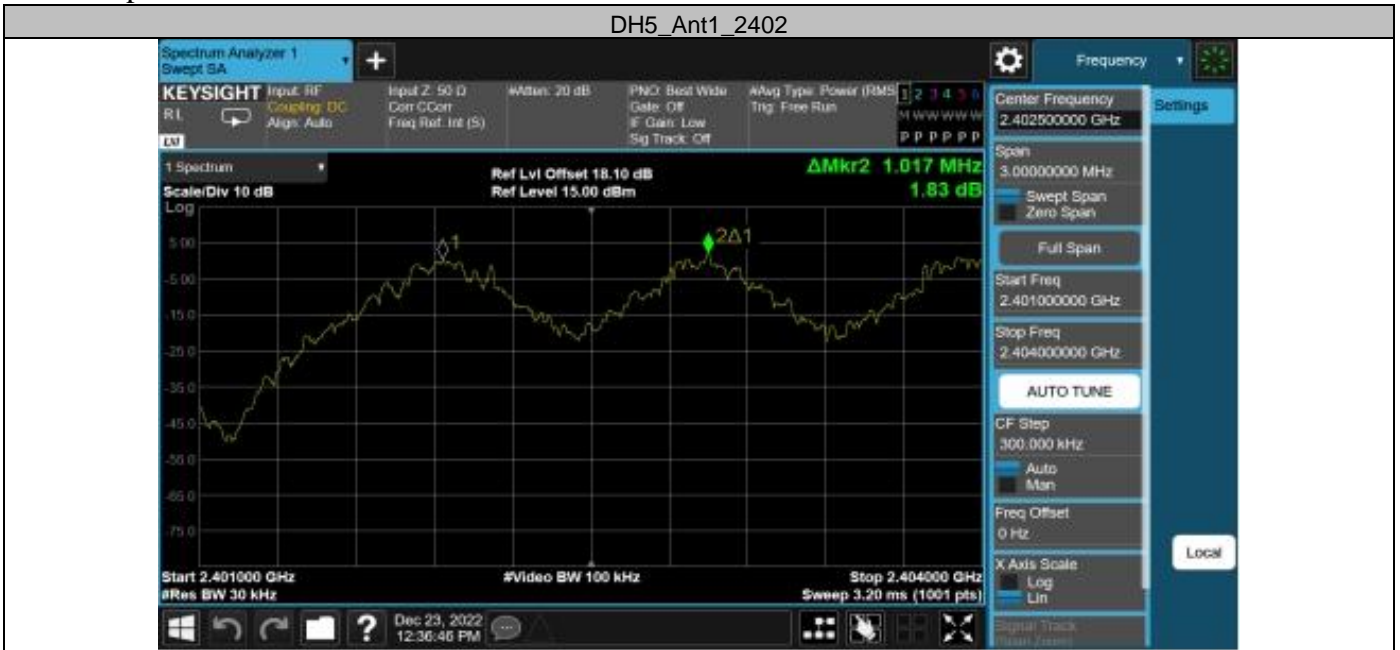 DH5_Ant1_2402
Spectrum Analyzer 1
Swept SA
+
Frequency
KEYSIGHT
RL
Input: RF
Coupling: DC
Align: Auto
Input Z: 50 Ω
Corr CCorr
Freq Ref: Int (S)
#Atten: 20 dB
PNO: Best Wide
Gate: Off
IF Gain: Low
Sig Track: Off
#Avg Type: Power (RMS
Trig: Free Run
1 2 3 4 5 6
M W W W W W
P P P P P P
Center Frequency
2.402500000 GHz
Settings
1 Spectrum
Scale/Div 10 dB
Log
Ref Lvl Offset 18.10 dB
Ref Level 15.00 dBm
ΔMkr2 1.017 MHz
1.83 dB
Span
3.00000000 MHz
Swept Span
Zero Span
Full Span
Start Freq
2.401000000 GHz
Stop Freq
2.404000000 GHz
AUTO TUNE
CF Step
300.000 kHz
Auto
Man
Freq Offset
0 Hz
X Axis Scale
Log
Lin
Signal Track
Local
1
2Δ1
5.00
-5.00
-15.0
-25.0
-35.0
-45.0
-55.0
-65.0
-75.0
Start 2.401000 GHz
#Res BW 30 kHz
#Video BW 100 kHz
Stop 2.404000 GHz
Sweep 3.20 ms (1001 pts)
?
Dec 23, 2022
12:36:46 PM